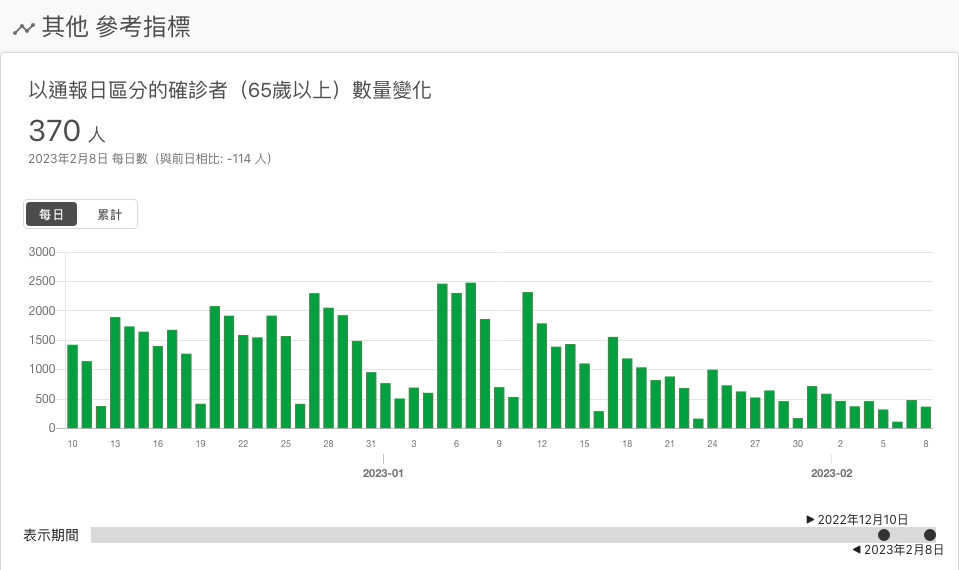 其他 參考指標
以通報日區分的確診者（65歲以上）數量變化
370 人
2023年2月8日 每日數（與前日相比: -114 人）
每日 累計
3000
2500
2000
1500
1000
500
0
10 13 16 19 22 25 28 31 3 6 9 12 15 18 21 24 27 30 2 5 8
2023-01 2023-02
▶ 2022年12月10日
表示期間
◀ 2023年2月8日